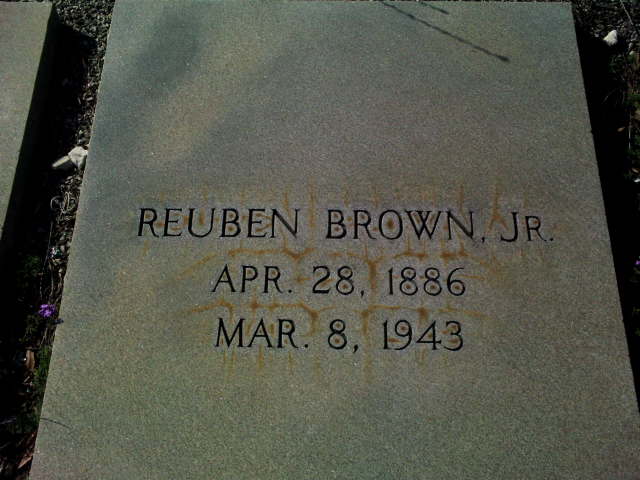 REUBEN BROWN, JR.
APR. 28, 1886
MAR. 8, 1943